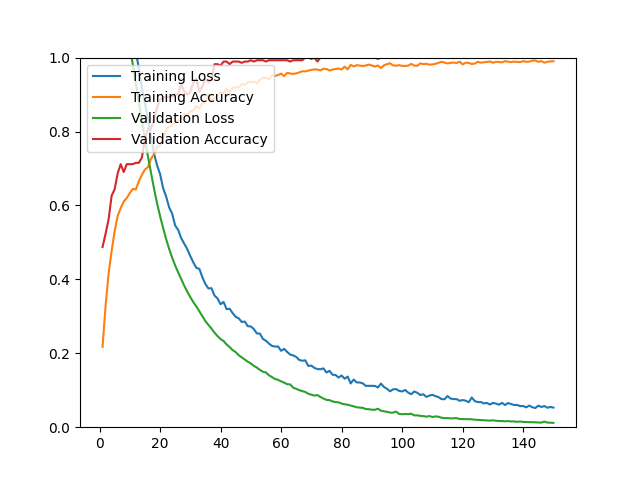 1.0
0.8
0.6
0.4
0.2
0.0
Training Loss
Training Accuracy
Validation Loss
Validation Accuracy
0 20 40 60 80 100 120 140